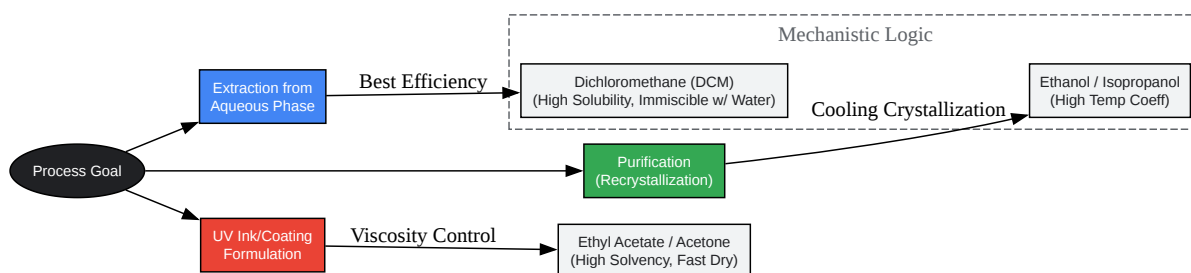 Mechanistic Logic
Extraction from
Aqueous Phase
Best Efficiency
Dichloromethane (DCM)
(High Solubility, Immiscible w/ Water)
Ethanol / Isopropanol
(High Temp Coeff)
Cooling Crystallization
Process Goal
Purification
(Recrystallization)
UV Ink/Coating
Formulation
Viscosity Control
Ethyl Acetate / Acetone
(High Solvency, Fast Dry)